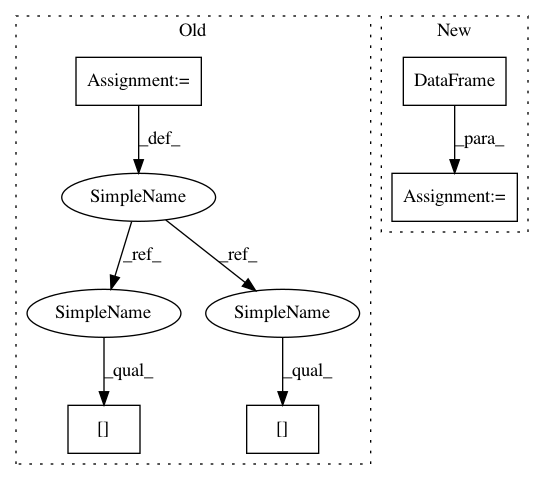 Old
New
Assignment:=
DataFrame
_def_
_para_
SimpleName
Assignment:=
_ref_
_ref_
SimpleName
SimpleName
_qual_
_qual_
[]
[]